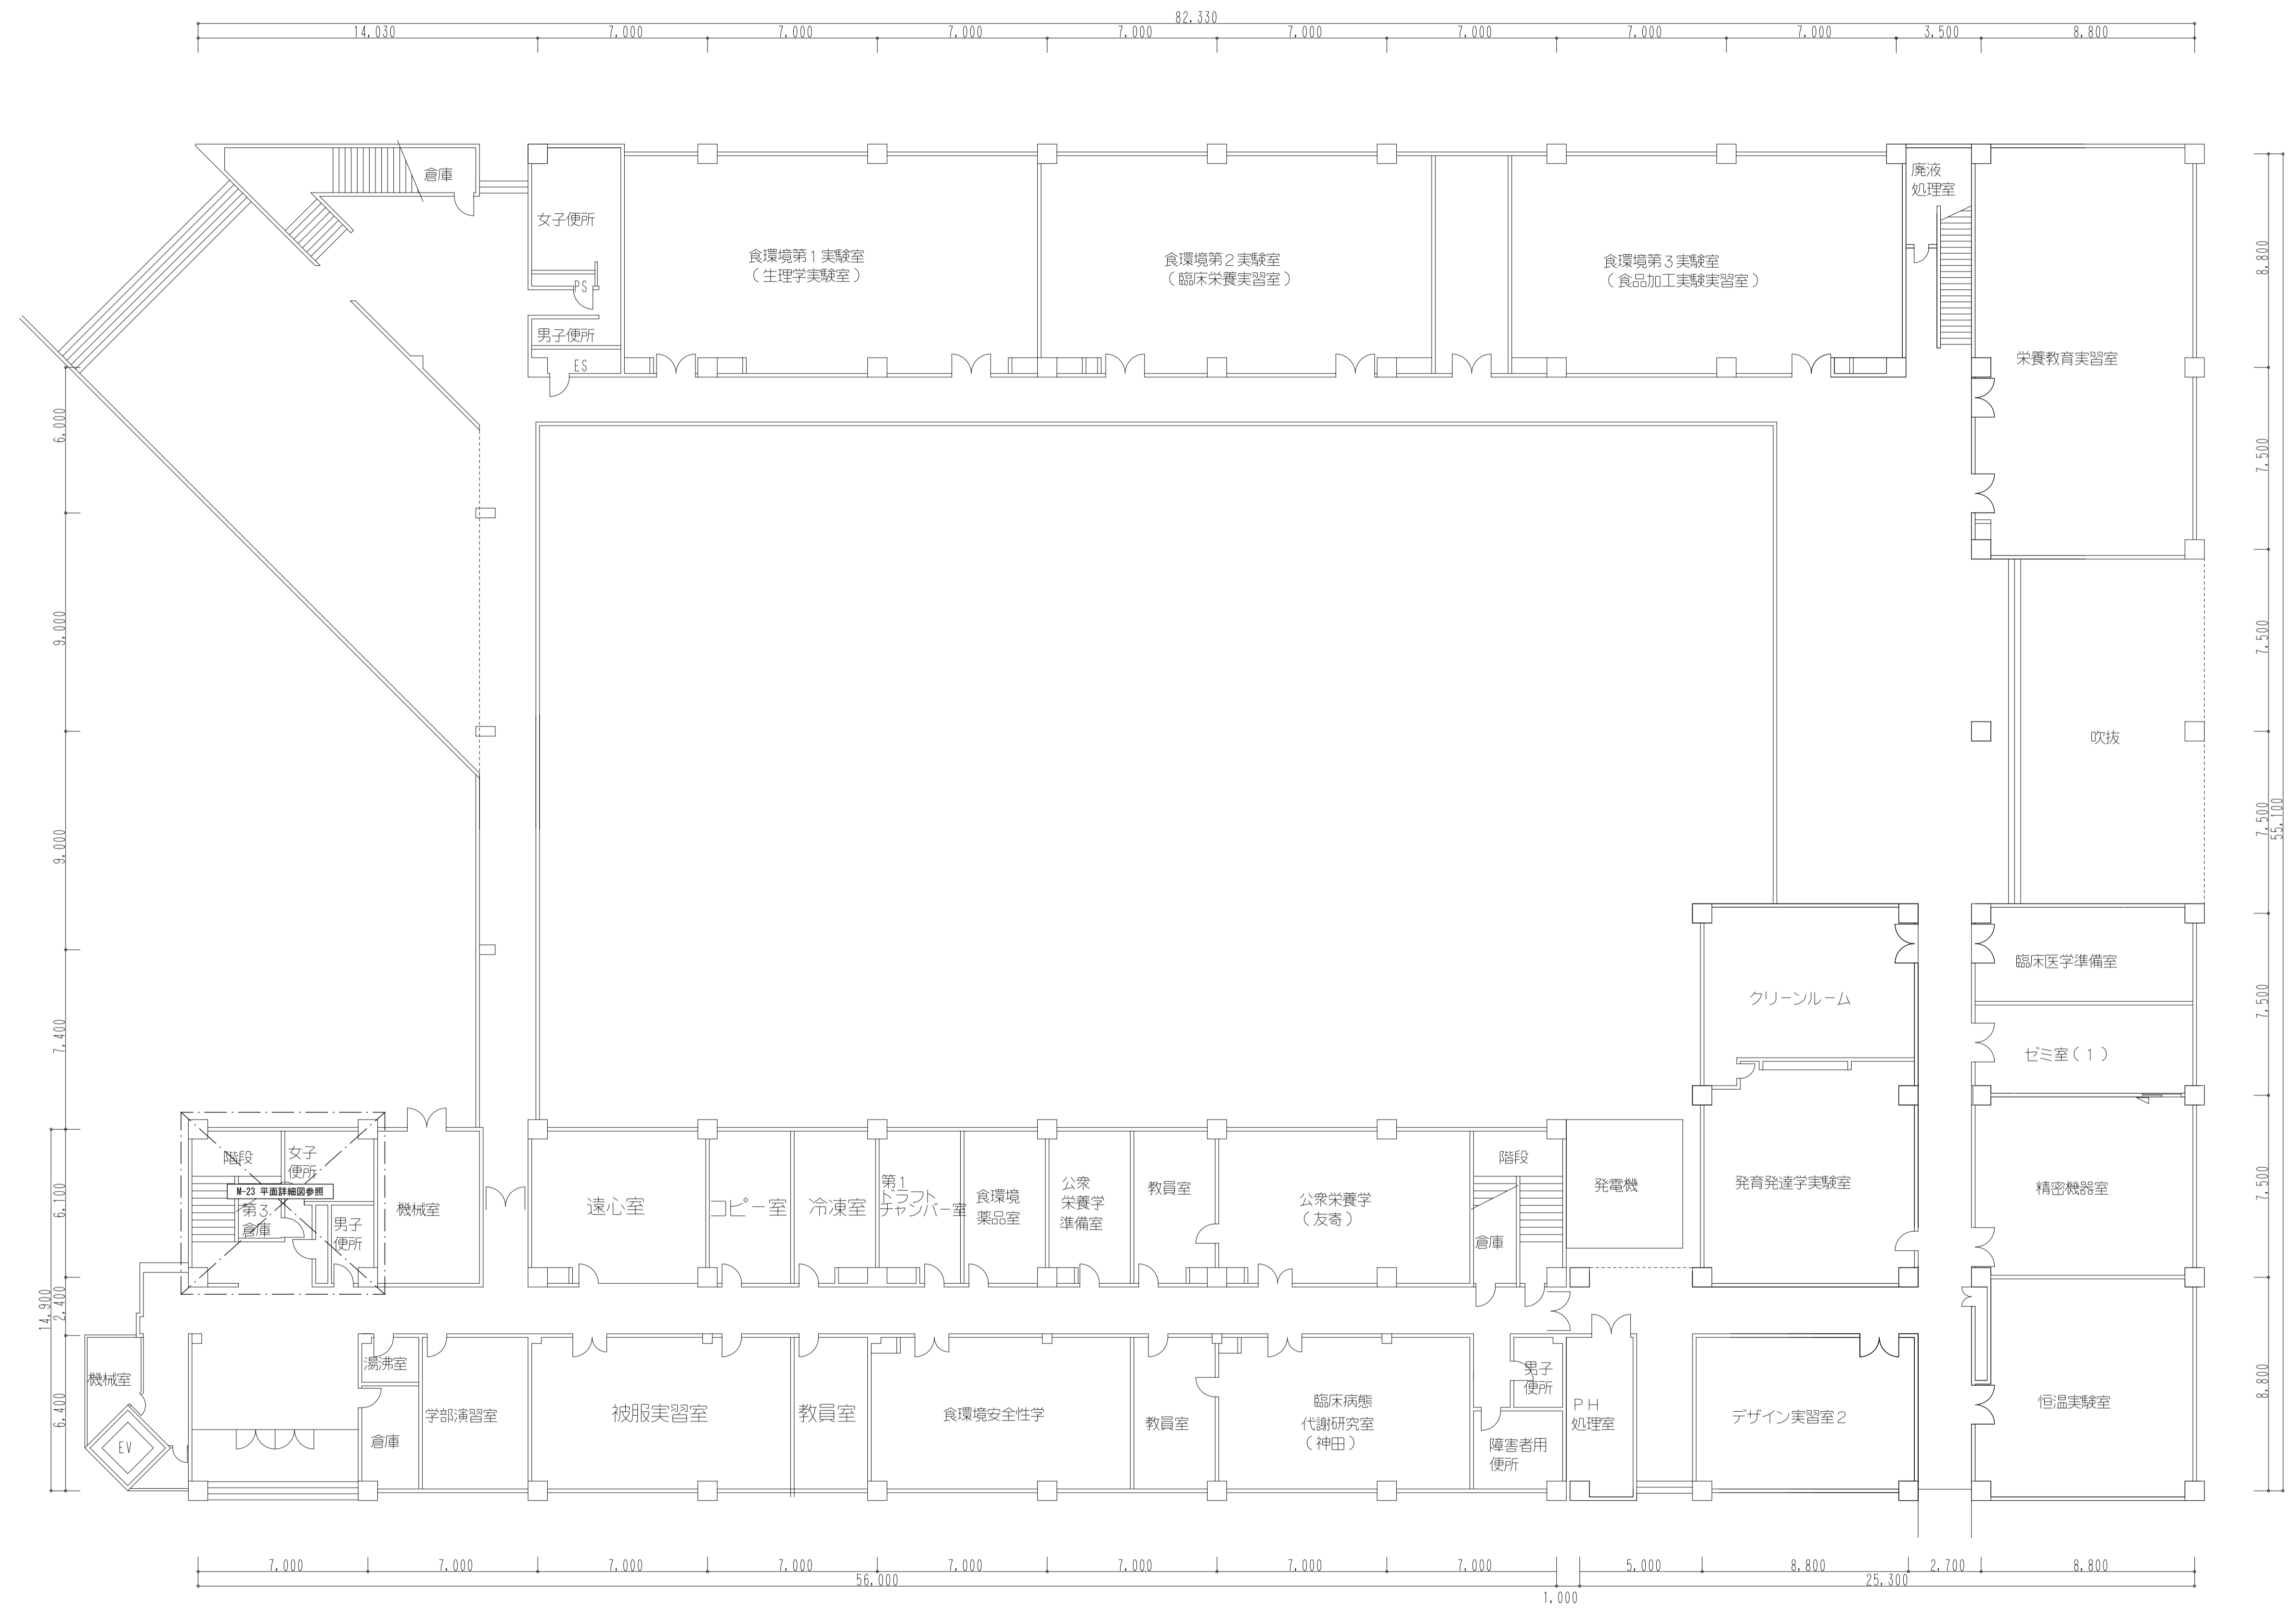 82,330
14,030
7,000
7,000
7,000
7,000
7,000
7,000
7,000
7,000
3,500
8,800
倉庫
女子便所
PS
男子便所
ES
食環境第1実験室
(生理学実験室)
食環境第2実験室
(臨床栄養実習室)
食環境第3実験室
(食品加工実験実習室)
廃液
処理室
栄養教育実習室
8,800
7,500
7,500
7,500
55,100
7,500
7,500
8,800
6,000
9,000
9,000
7,400
6,100
14,900
2,400
6,400
吹抜
臨床医学準備室
クリーンルーム
ゼミ室(1)
階段
女子
便所
M-23 平面詳細図参照
第3
倉庫
男子
便所
機械室
遠心室
コピー室
冷凍室
第1
ドラフト
チャンバー室
食環境
薬品室
公衆
栄養学
準備室
教員室
公衆栄養学
(友寄)
階段
倉庫
発電機
発育発達学実験室
精密機器室
機械室
EV
湯沸室
倉庫
学部演習室
被服実習室
教員室
食環境安全性学
教員室
臨床病態
代謝研究室
(神田)
男子
便所
障害者用
便所
PH
処理室
デザイン実習室2
恒温実験室
7,000
7,000
7,000
7,000
7,000
7,000
7,000
7,000
5,000
8,800
2,700
8,800
56,000
1,000
25,300